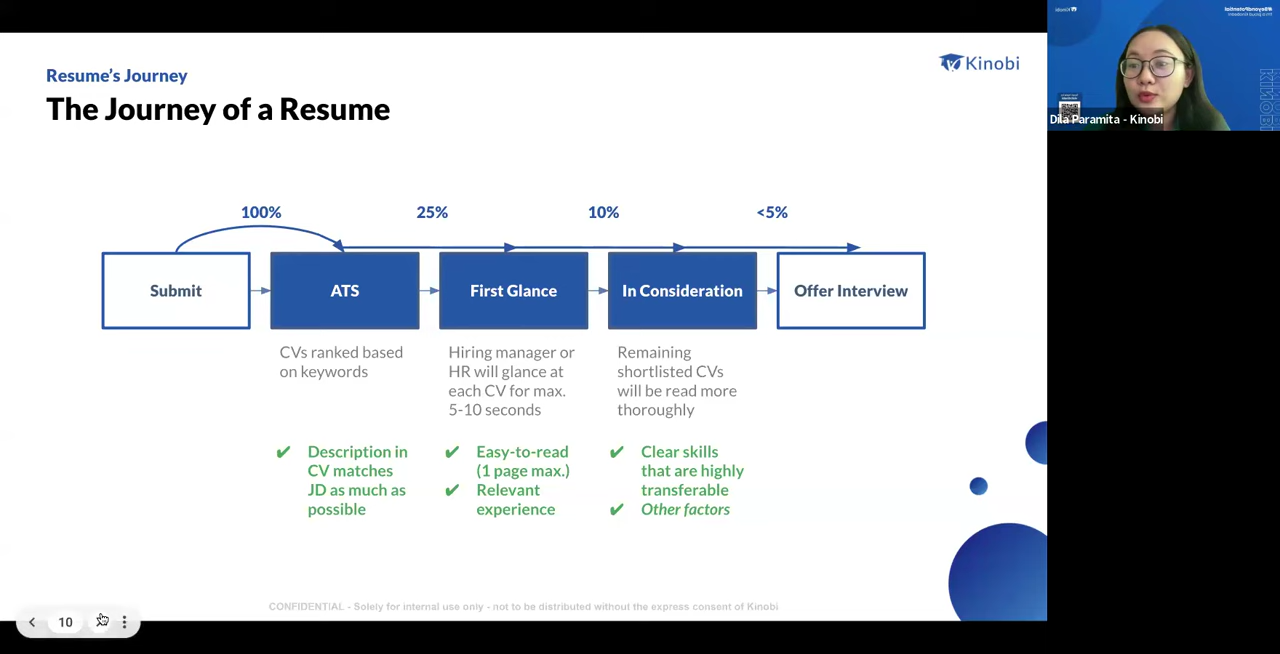 Resume's Journey
The Journey of a Resume
Kinobi
100%
25%
10%
<5%
Submit
ATS
First Glance
In Consideration
Offer Interview
CVs ranked based
on keywords
Hiring manager or
HR will glance at
each CV for max.
5-10 seconds
Remaining
shortlisted CVs
will be read more
thoroughly
✔ Description in
CV matches
JD as much as
possible
✔ Easy-to-read
(1 page max.)
✔ Relevant
experience
✔ Clear skills
that are highly
transferable
✔ Other factors
CONFIDENTIAL - Solely for internal use only - not to be distributed without the express consent of Kinobi
10
Dila Paramita - Kinobi
KINOBI